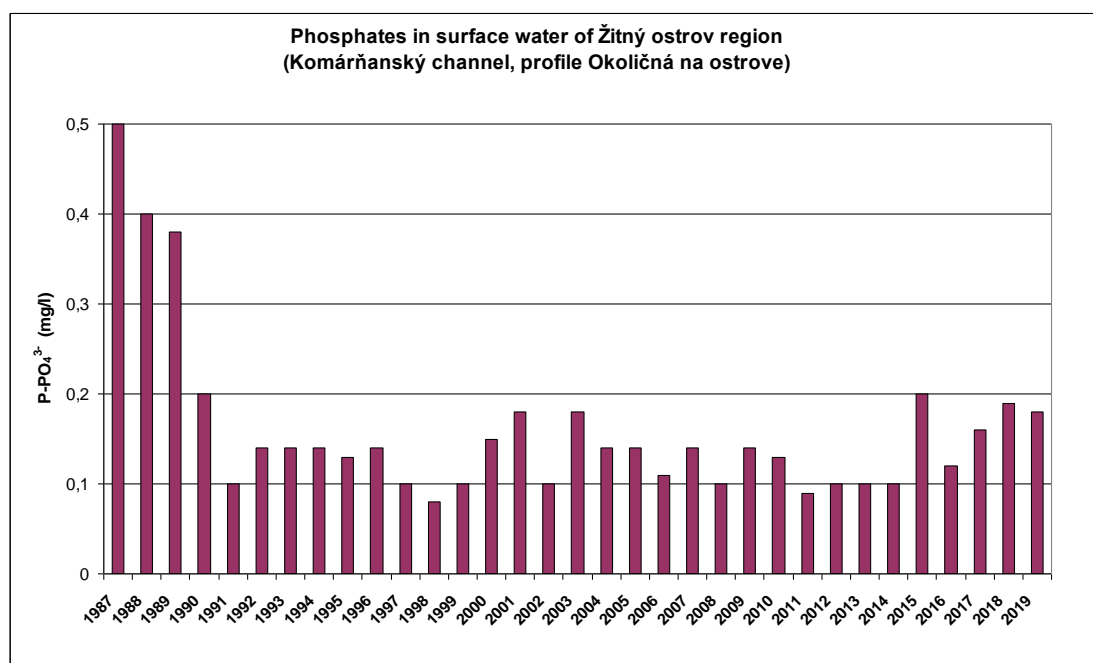 Phosphates in surface water of Žitný ostrov region
(Komárňanský channel, profile Okoličná na ostrove)
P-PO₄³⁻ (mg/l)
0,5
0,4
0,3
0,2
0,1
0
1987 1988 1989 1990 1991 1992 1993 1994 1995 1996 1997 1998 1999 2000 2001 2002 2003 2004 2005 2006 2007 2008 2009 2010 2011 2012 2013 2014 2015 2016 2017 2018 2019